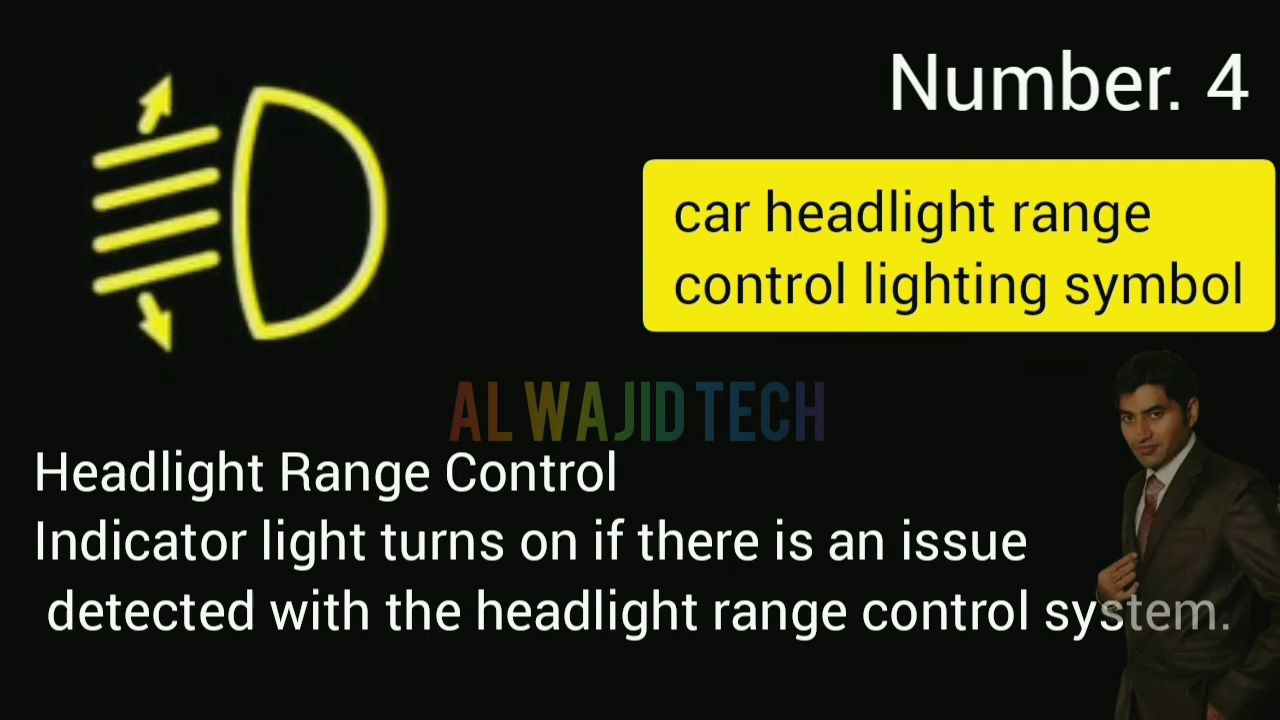 Number. 4
car headlight range
control lighting symbol
AL WAJID TECH
Headlight Range Control
Indicator light turns on if there is an issue
detected with the headlight range control system.